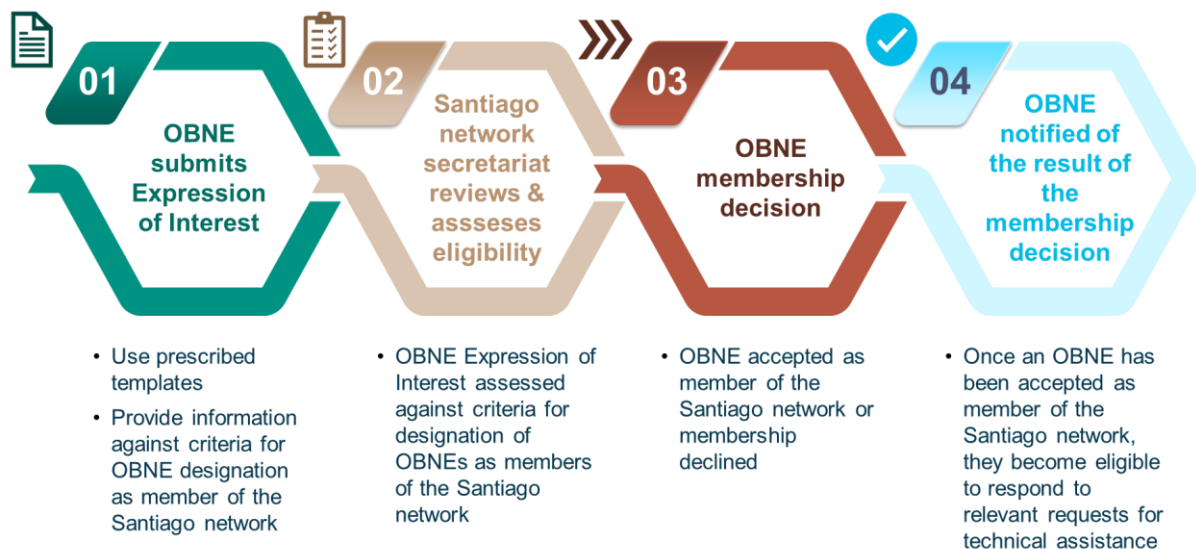 01
OBNE
submits
Expression
of Interest
02
Santiago
network
secretariat
reviews &
assseses
eligibility
03
OBNE
membership
decision
04
OBNE
notified of
the result of
the
membership
decision
• Use prescribed
templates
• Provide information
against criteria for
OBNE designation
as member of the
Santiago network
• OBNE Expression of
Interest assessed
against criteria for
designation of
OBNEs as members
of the Santiago
network
• OBNE accepted as
member of the
Santiago network or
membership
declined
• Once an OBNE has
been accepted as
member of the
Santiago network,
they become eligible
to respond to
relevant requests for
technical assistance